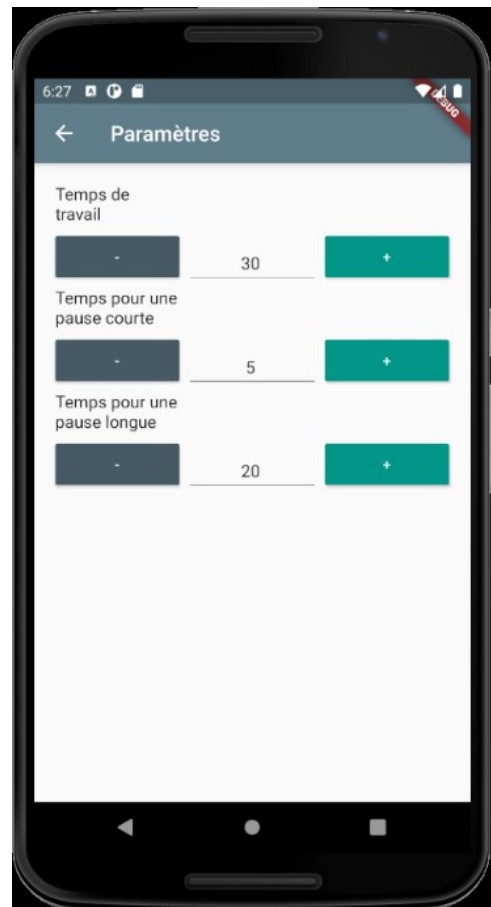 6:27
DEBUG
Paramètres
Temps de
travail
- 30 +
Temps pour une
pause courte
- 5 +
Temps pour une
pause longue
- 20 +